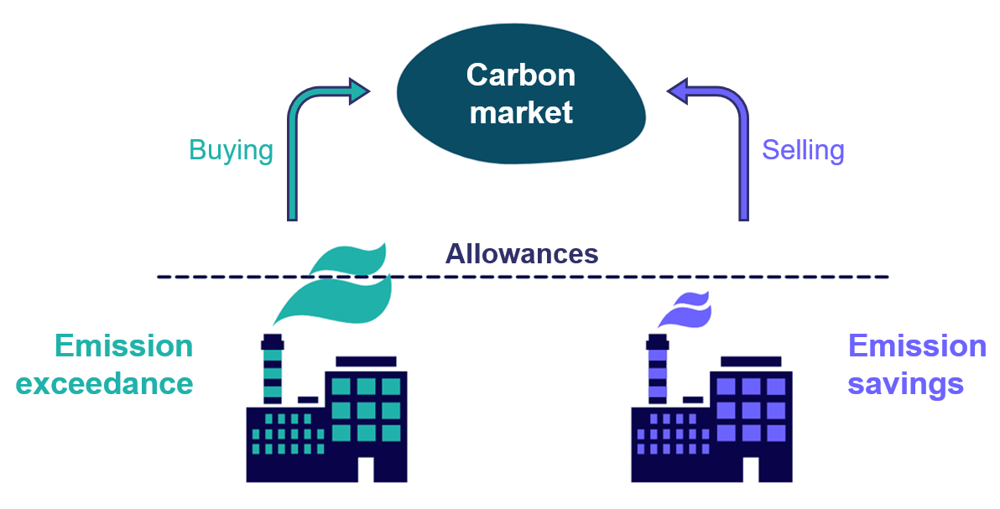 Carbon
market
Buying
Selling
Allowances
Emission
exceedance
Emission
savings